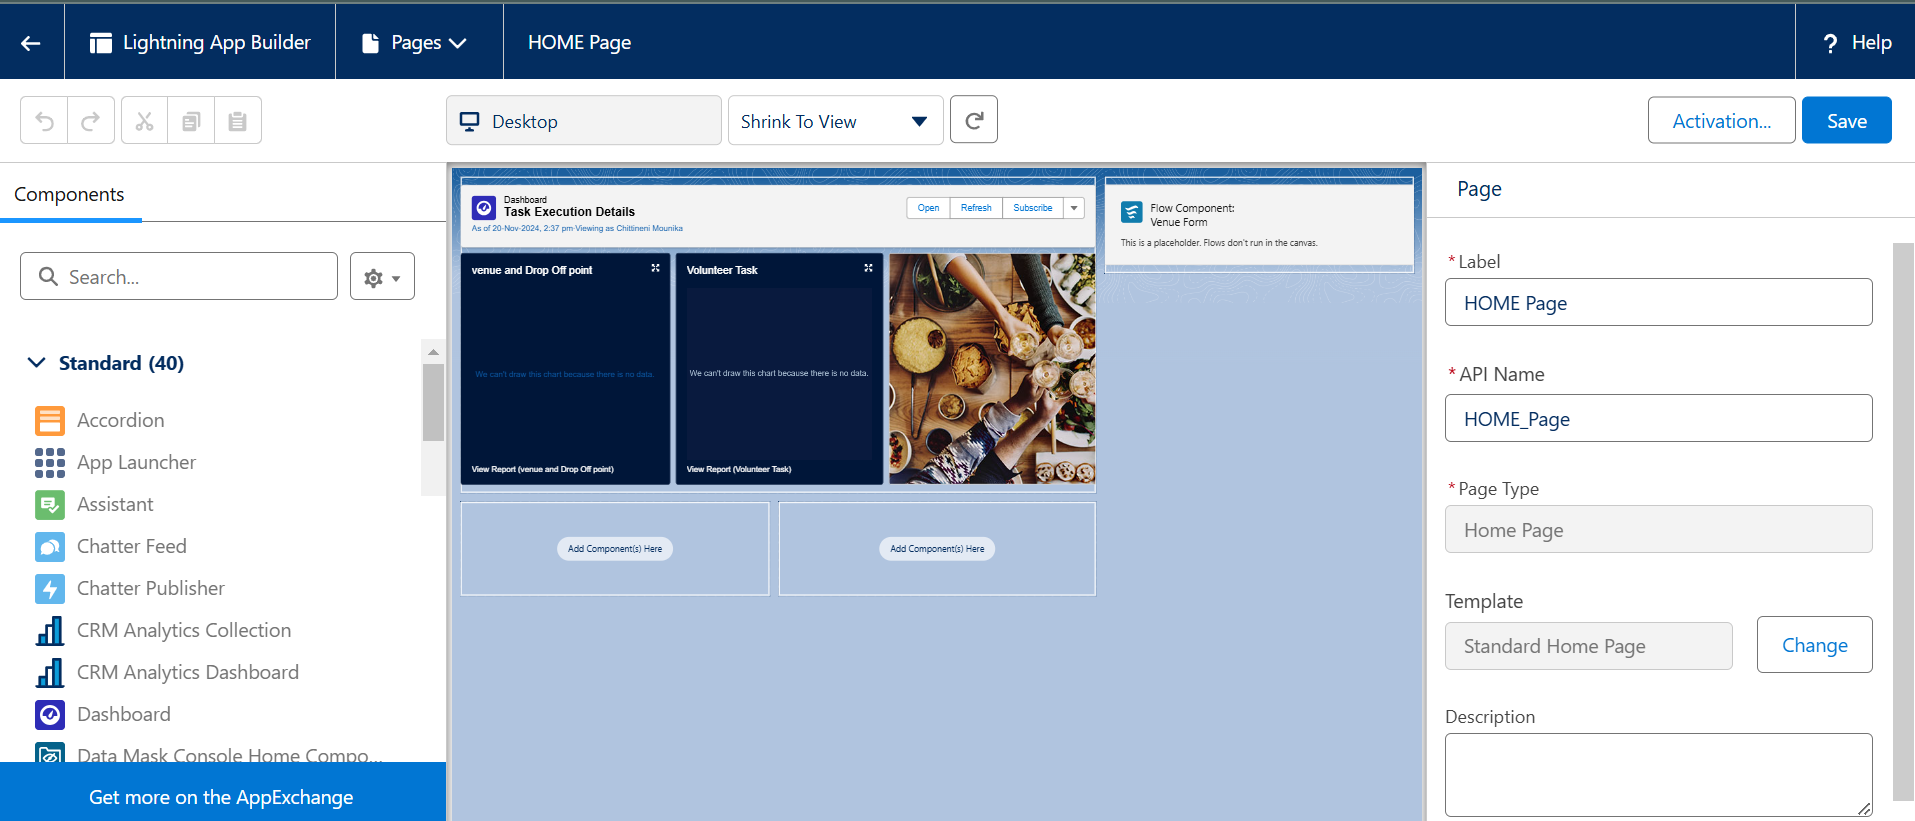 Lightning App Builder
Pages
HOME Page
? Help
Desktop
Shrink To View
Activation...
Save
Components
Search...
Standard (40)
Accordion
App Launcher
Assistant
Chatter Feed
Chatter Publisher
CRM Analytics Collection
CRM Analytics Dashboard
Dashboard
Data Mask Console Home Compo...
Get more on the AppExchange
Dashboard
Task Execution Details
As of 20-Nov-2024, 2:37 pm·Viewing as Chittineni Mounika
Open
Refresh
Subscribe
venue and Drop Off point
We can't draw this chart because there is no data.
View Report (venue and Drop Off point)
Volunteer Task
We can't draw this chart because there is no data.
View Report (Volunteer Task)
Add Component(s) Here
Add Component(s) Here
Flow Component:
Venue Form
This is a placeholder. Flows don't run in the canvas.
Page
*Label
HOME Page
*API Name
HOME_Page
*Page Type
Home Page
Template
Standard Home Page
Change
Description